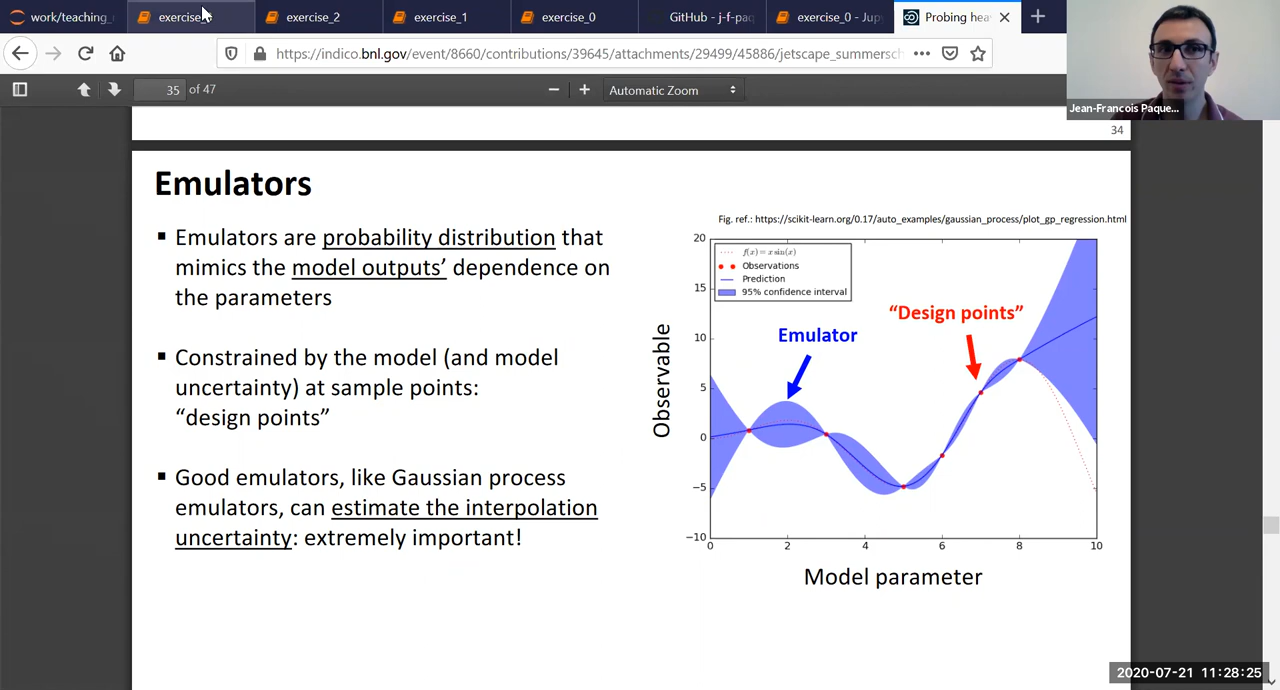 work/teaching_
exercise_
exercise_2
exercise_1
exercise_0
GitHub - j-f-paq
exercise_0 - Jup
Probing hea
https://indico.bnl.gov/event/8660/contributions/39645/attachments/29499/45886/jetscape_summersch
35 of 47
Automatic Zoom
Jean-Francois Paque...
34
Emulators
Fig. ref.: https://scikit-learn.org/0.17/auto_examples/gaussian_process/plot_gp_regression.html
▪ Emulators are probability distribution that
mimics the model outputs’ dependence on
the parameters
▪ Constrained by the model (and model
uncertainty) at sample points:
“design points”
▪ Good emulators, like Gaussian process
emulators, can estimate the interpolation
uncertainty: extremely important!
20
15
10
5
0
−5
−10
f(x) = x sin(x)
Observations
Prediction
95% confidence interval
“Design points”
Emulator
Observable
0 2 4 6 8 10
Model parameter
2020-07-21 11:28:25